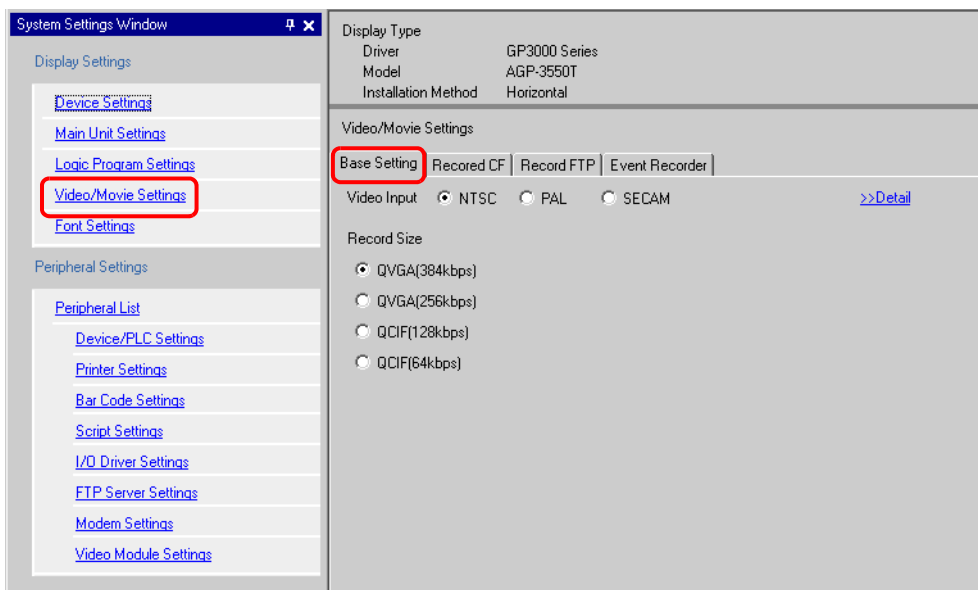 System Settings Window
Display Settings
Device Settings
Main Unit Settings
Logic Program Settings
Video/Movie Settings
Font Settings
Peripheral Settings
Peripheral List
Device/PLC Settings
Printer Settings
Bar Code Settings
Script Settings
I/O Driver Settings
FTP Server Settings
Modem Settings
Video Module Settings
Display Type
Driver GP3000 Series
Model AGP-3550T
Installation Method Horizontal
Video/Movie Settings
Base Setting Recored CF Record FTP Event Recorder
Video Input NTSC PAL SECAM >>Detail
Record Size
QVGA(384kbps)
QVGA(256kbps)
QCIF(128kbps)
QCIF(64kbps)